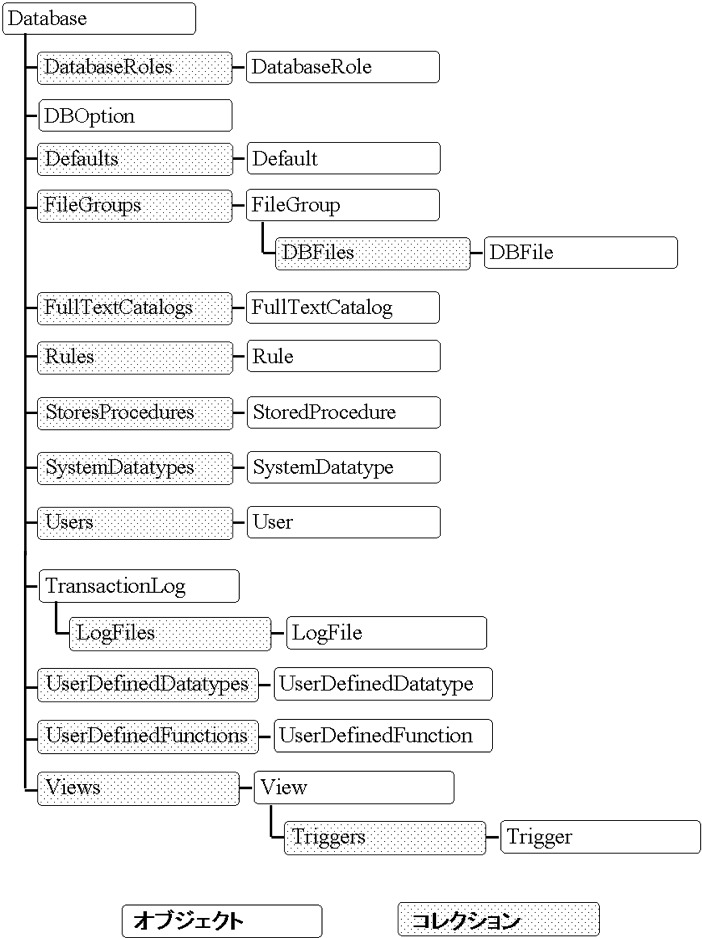 Database
DatabaseRoles DatabaseRole
DBOption
Defaults Default
FileGroups FileGroup
DBFiles DBFile
FullTextCatalogs FullTextCatalog
Rules Rule
StoresProcedures StoredProcedure
SystemDatatypes SystemDatatype
Users User
TransactionLog
LogFiles LogFile
UserDefinedDatatypes UserDefinedDatatype
UserDefinedFunctions UserDefinedFunction
Views View
Triggers Trigger
オブジェクト コレクション